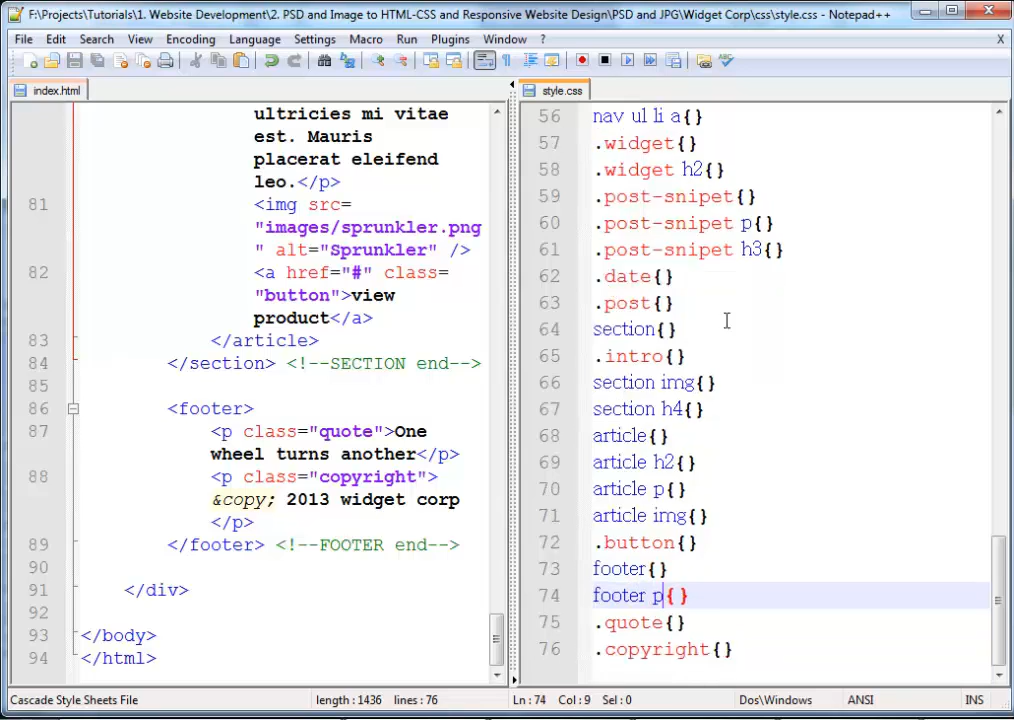 F:\Projects\Tutorials\1. Website Development\2. PSD and Image to HTML-CSS and Responsive Website Design\PSD and JPG\Widget Corp\css\style.css - Notepad++
File Edit Search View Encoding Language Settings Macro Run Plugins Window ? X
index.html
ultricies mi vitae
est. Mauris
placerat eleifend
leo.</p>
81 <img src=
"images/sprunkler.png
" alt="Sprunkler" />
82 <a href="#" class=
"button">view
product</a>
83 </article>
84 </section> <!--SECTION end-->
85
86 <footer>
87 <p class="quote">One
wheel turns another</p>
88 <p class="copyright">
&copy; 2013 widget corp
</p>
89 </footer> <!--FOOTER end-->
90
91 </div>
92
93 </body>
94 </html>
style.css
56 nav ul li a{}
57 .widget{}
58 .widget h2{}
59 .post-snipet{}
60 .post-snipet p{}
61 .post-snipet h3{}
62 .date{}
63 .post{}
64 section{}
65 .intro{}
66 section img{}
67 section h4{}
68 article{}
69 article h2{}
70 article p{}
71 article img{}
72 .button{}
73 footer{}
74 footer p{}
75 .quote{}
76 .copyright{}
Cascade Style Sheets File length : 1436 lines : 76 Ln : 74 Col : 9 Sel : 0 Dos\Windows ANSI INS